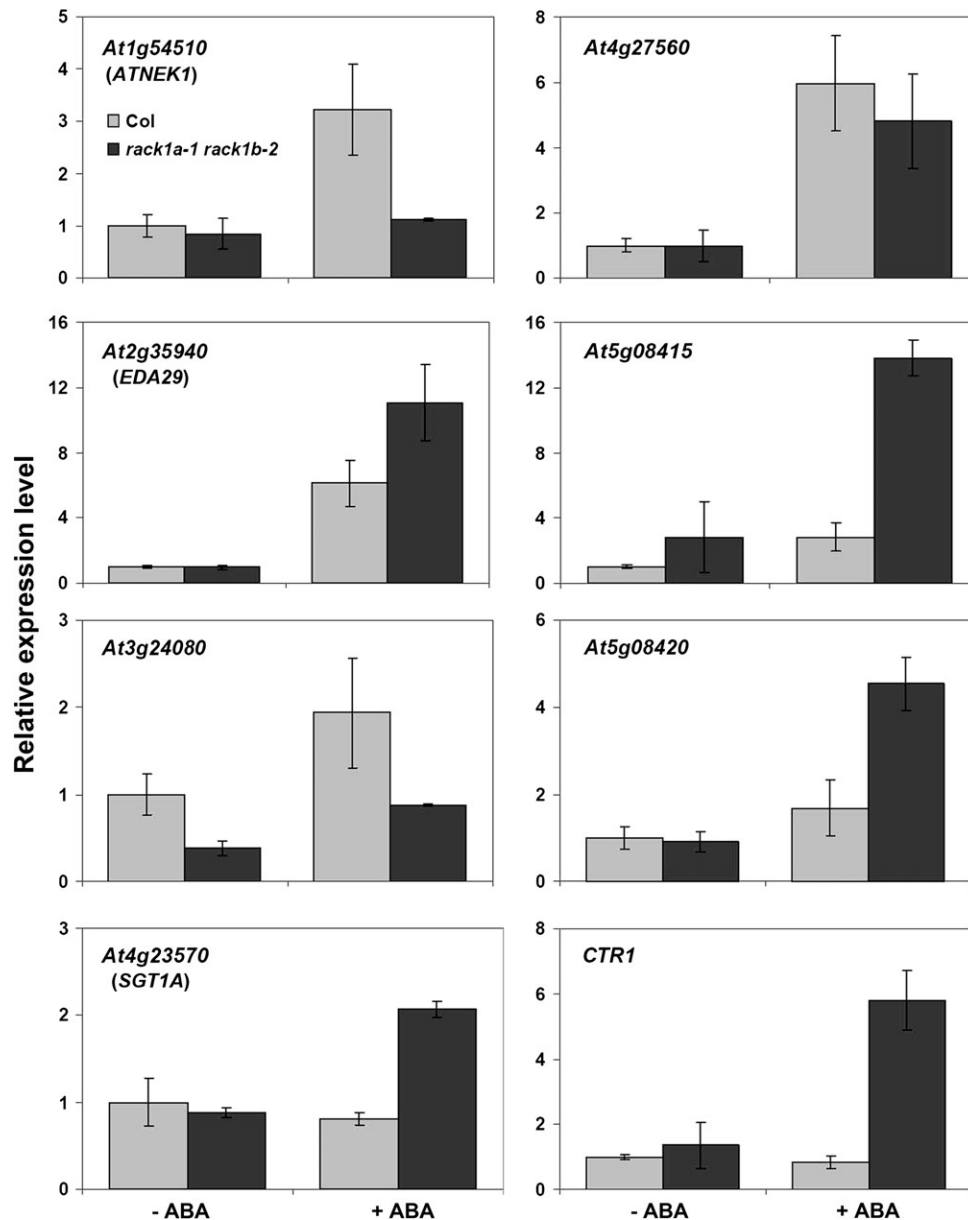 Relative expression level
5
4
3
2
1
0
At1g54510
(ATNEK1)
Col
rack1a-1 rack1b-2
8
6
4
2
0
At4g27560
16
12
8
4
0
At2g35940
(EDA29)
16
12
8
4
0
At5g08415
3
2
1
0
At3g24080
6
4
2
0
At5g08420
3
2
1
0
At4g23570
(SGT1A)
- ABA + ABA
8
6
4
2
0
CTR1
- ABA + ABA